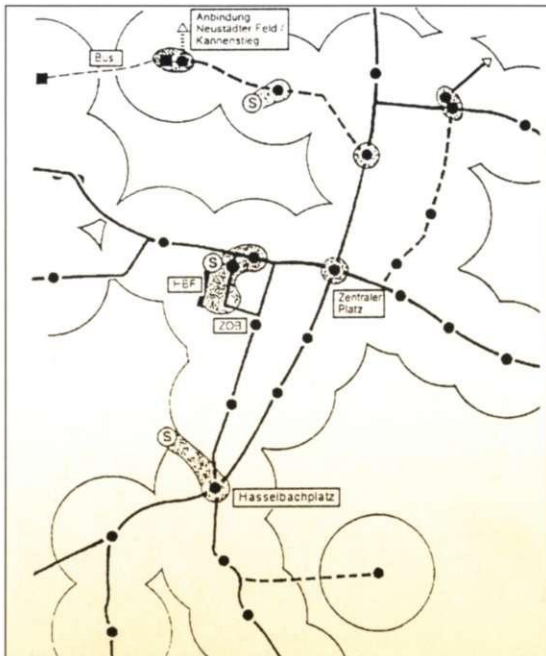 Anbindung
Neustädter Feld /
Kannenstieg
Bus
S
S
HBF
Zentraler
Platz
ZOB
S
Hasselbachplatz